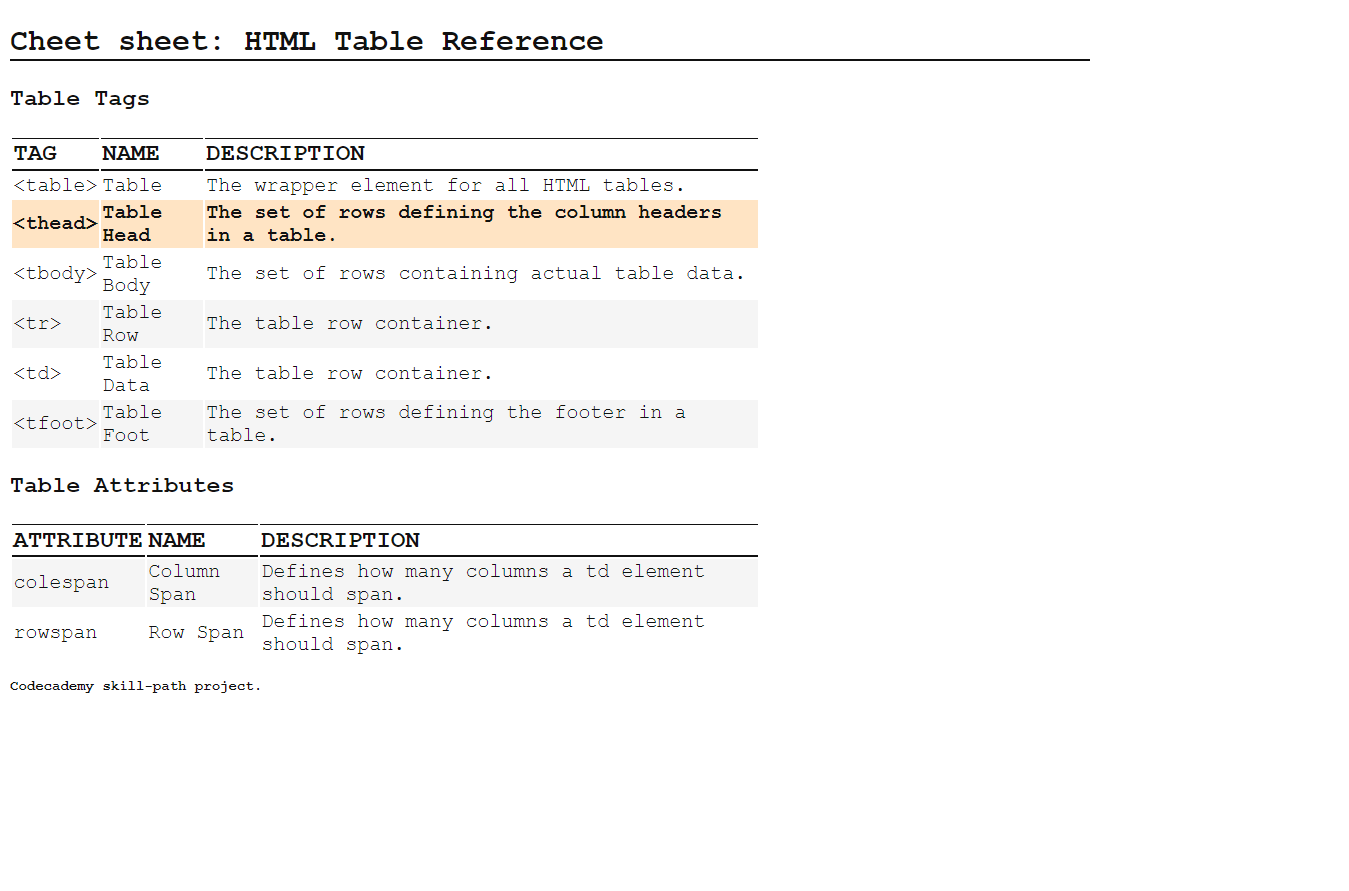 Cheet sheet: HTML Table Reference
Table Tags
TAG NAME DESCRIPTION
<table> Table The wrapper element for all HTML tables.
<thead> Table Head The set of rows defining the column headers in a table.
<tbody> Table Body The set of rows containing actual table data.
<tr> Table Row The table row container.
<td> Table Data The table row container.
<tfoot> Table Foot The set of rows defining the footer in a table.
Table Attributes
ATTRIBUTE NAME DESCRIPTION
colespan Column Span Defines how many columns a td element should span.
rowspan Row Span Defines how many columns a td element should span.
Codecademy skill-path project.